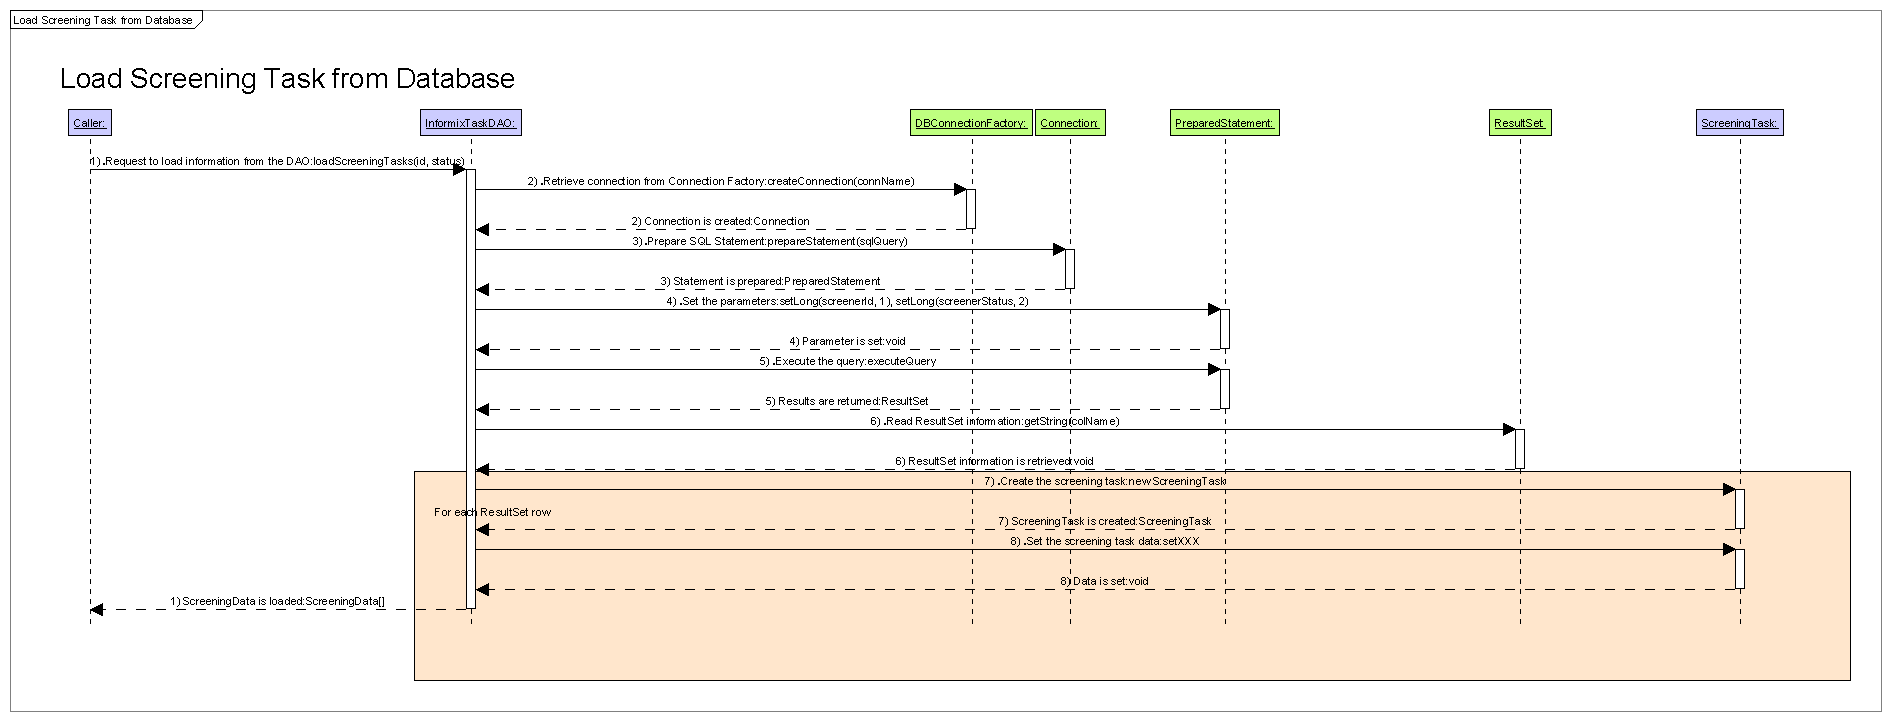 Load Screening Task from Database
Load Screening Task from Database
Caller:
InformixTaskDAO:
DBConnectionFactory:
Connection:
PreparedStatement:
ResultSet
ScreeningTask:
1) .Request to load information from the DAO:loadScreeningTasks(id, status)
2) .Retrieve connection from Connection Factory:createConnection(connName)
2) Connection is created:Connection
3).Prepare SQL Statement:prepareStatement(sqlQuery)
3) Statement is prepared:PreparedStatement
4) .Set the parameters:setLong(screenerId, 1), setLong(screenerStatus, 2)
4) Parameter is set:void
5) .Execute the query:executeQuery
5) Results are returned:ResultSet
6) .Read ResultSet information:getString(colName)
6) ResultSet information is retrieved:void
7) .Create the screening task:newScreeningTask
For each ResultSet row
7) ScreeningTask is created:ScreeningTask
8) .Set the screening task data:setXXX
8) Data is set:void
1) ScreeningData is loaded:ScreeningData[]